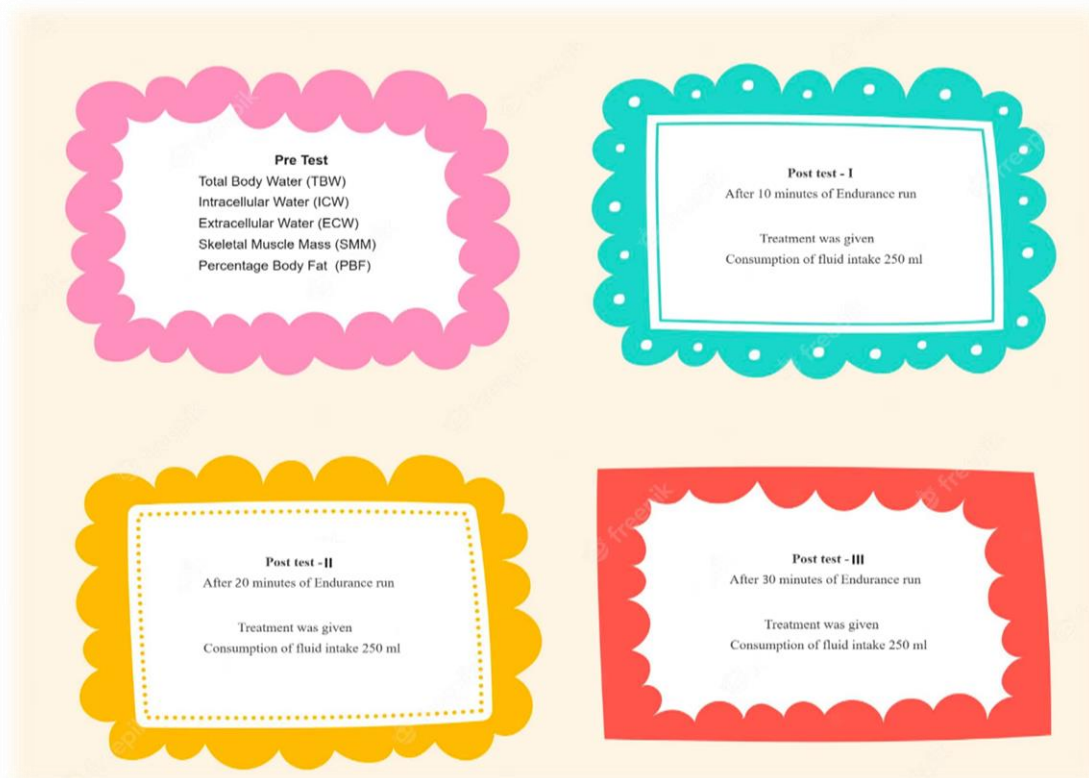 Pre Test
Total Body Water (TBW)
Intracellular Water (ICW)
Extracellular Water (ECW)
Skeletal Muscle Mass (SMM)
Percentage Body Fat (PBF)
Post test - I
After 10 minutes of Endurance run
Treatment was given
Consumption of fluid intake 250 ml
Post test -II
After 20 minutes of Endurance run
Treatment was given
Consumption of fluid intake 250 ml
Post test -III
After 30 minutes of Endurance run
Treatment was given
Consumption of fluid intake 250 ml
freepik